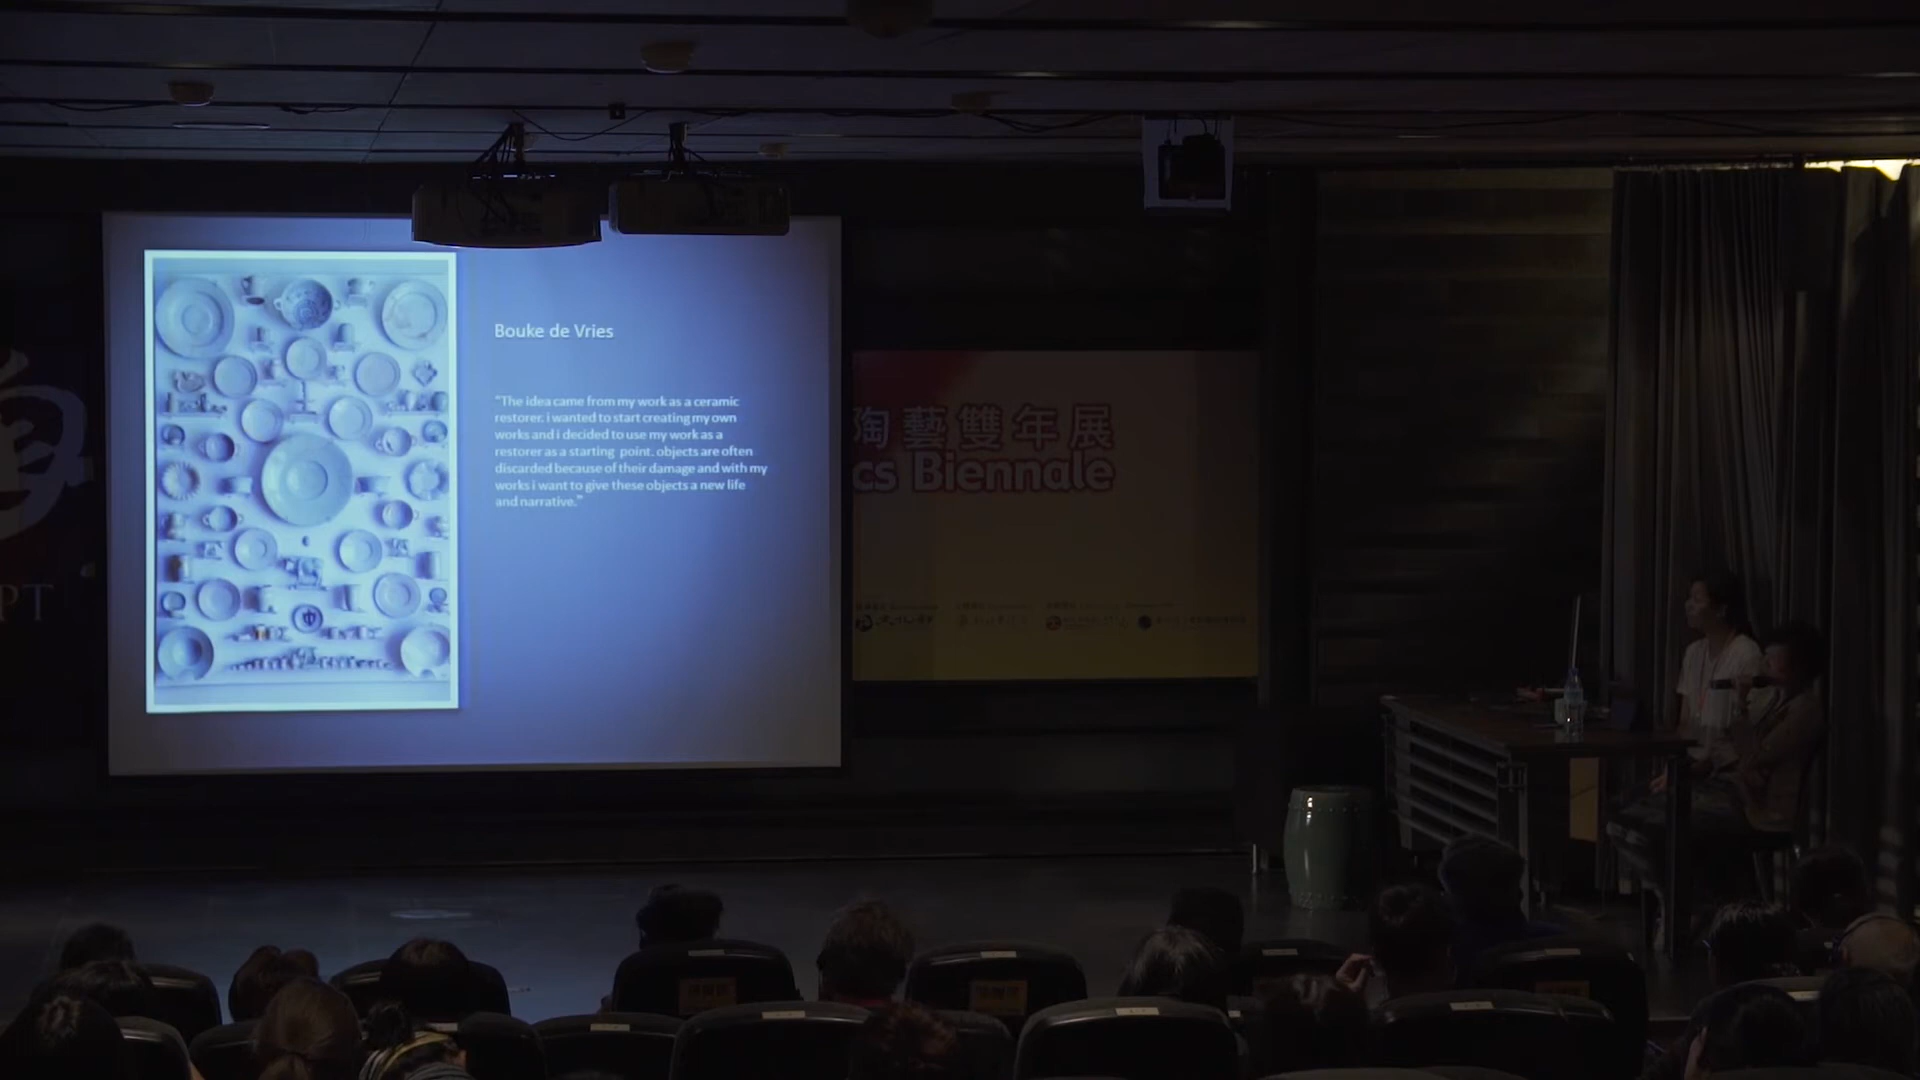 Bouke de Vries
“The idea came from my work as a ceramic
restorer. i wanted to start creating my own
works and i decided to use my work as a
restorer as a starting point. objects are often
discarded because of their damage and with my
works i want to give these objects a new life
and narrative.”
陶藝雙年展
cs Biennale
PT